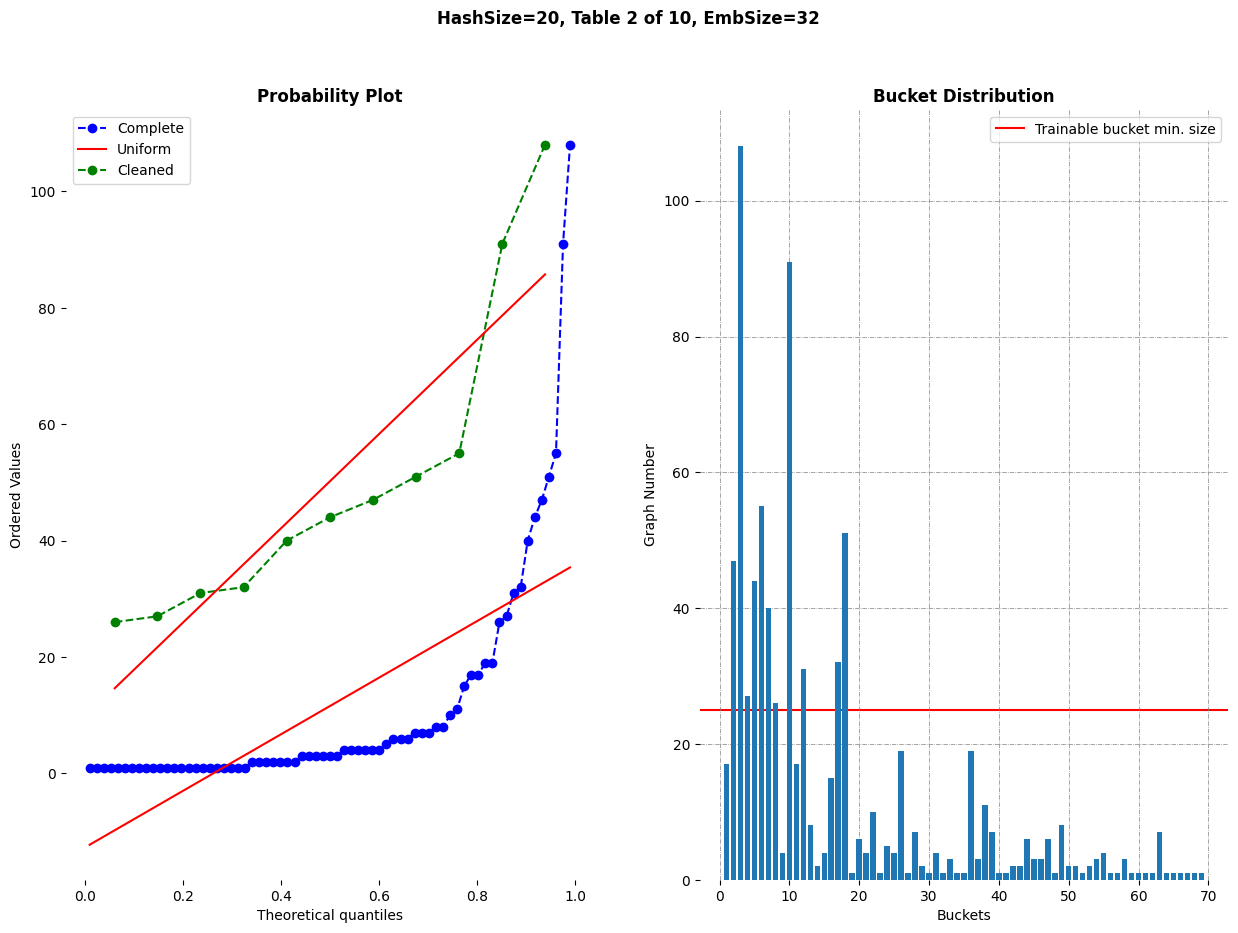 HashSize=20, Table 2 of 10, EmbSize=32
Probability Plot
Complete
Uniform
Cleaned
100
80
60
40
20
0
Ordered Values
0.0 0.2 0.4 0.6 0.8 1.0
Theoretical quantiles
Bucket Distribution
Trainable bucket min. size
100
80
60
40
20
0
Graph Number
0 10 20 30 40 50 60 70
Buckets